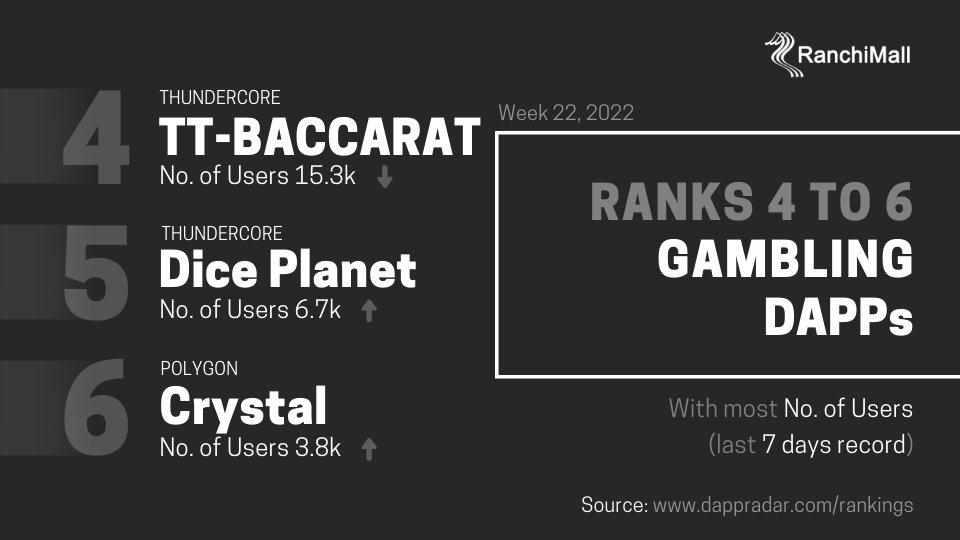 RanchiMall
4
THUNDERCORE
TT-BACCARAT
No. of Users 15.3k
5
THUNDERCORE
Dice Planet
No. of Users 6.7k
6
POLYGON
Crystal
No. of Users 3.8k
Week 22, 2022
RANKS 4 TO 6
GAMBLING
DAPPs
With most No. of Users
(last 7 days record)
Source: www.dappradar.com/rankings